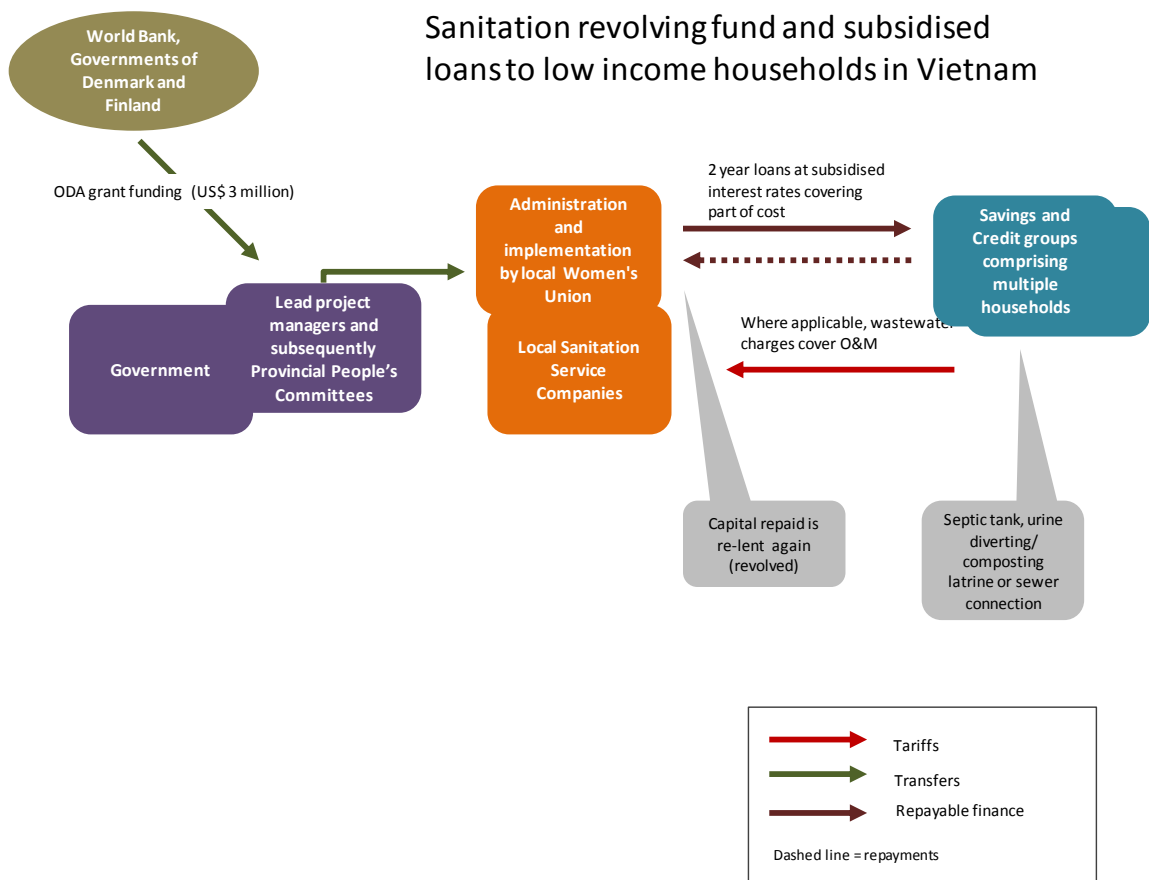 Sanitation revolving fund and subsidised
loans to low income households in Vietnam
World Bank,
Governments of
Denmark and
Finland
ODA grant funding (US$ 3 million)
Government
Lead project
managers and
subsequently
Provincial People's
Committees
Administration
and
implementation
by local Women's
Union
Local Sanitation
Service
Companies
2 year loans at subsidised
interest rates covering
part of cost
Where applicable, wastewater
charges cover O&M
Savings and
Credit groups
comprising
multiple
households
Capital repaid is
re-lent again
(revolved)
Septic tank, urine
diverting/
composting
latrine or sewer
connection
Tariffs
Transfers
Repayable finance
Dashed line = repayments